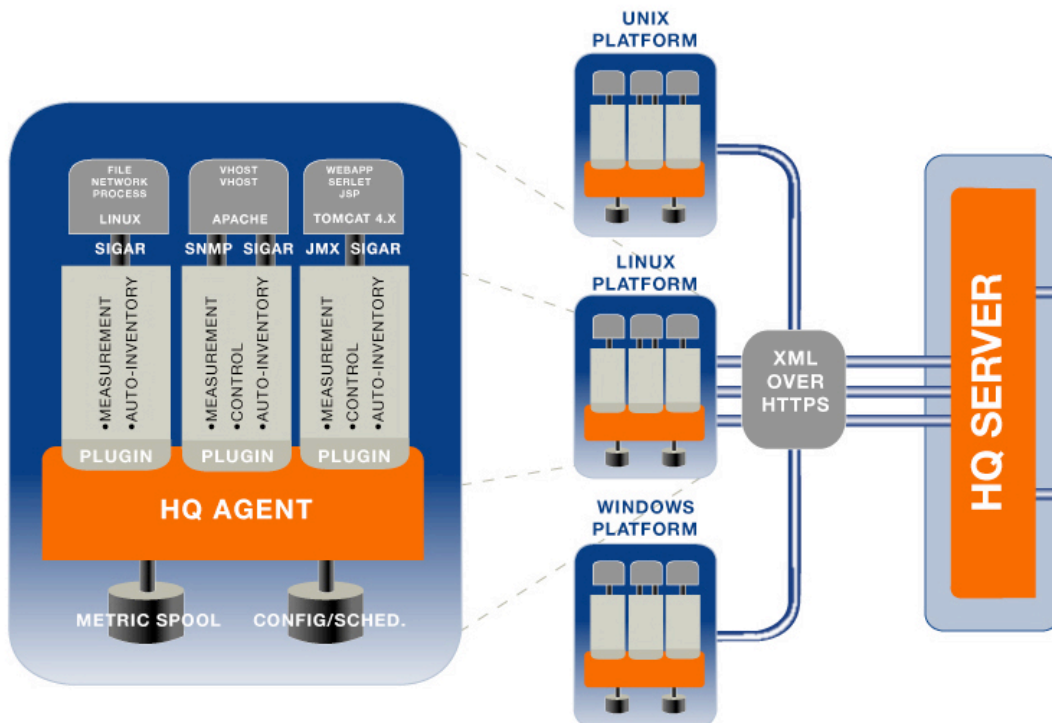 UNIX
PLATFORM
FILE
NETWORK
PROCESS
LINUX
VHOST
VHOST
APACHE
WEBAPP
SERLET
JSP
TOMCAT 4.X
SIGAR
SNMP SIGAR
JMX SIGAR
•MEASUREMENT
•AUTO-INVENTORY
•MEASUREMENT
•CONTROL
•AUTO-INVENTORY
•MEASUREMENT
•CONTROL
•AUTO-INVENTORY
PLUGIN
PLUGIN
PLUGIN
HQ AGENT
METRIC SPOOL
CONFIG/SCHED.
LINUX
PLATFORM
WINDOWS
PLATFORM
XML
OVER
HTTPS
HQ SERVER